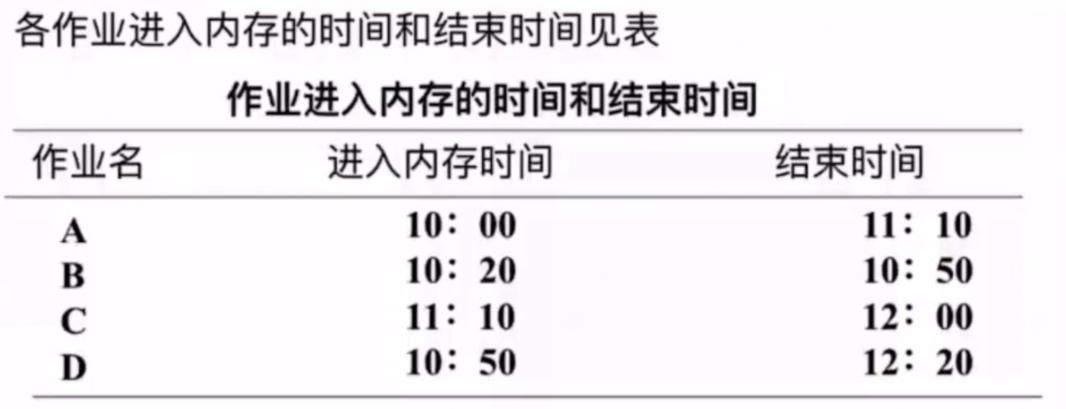 各作业进入内存的时间和结束时间见表
作业进入内存的时间和结束时间
作业名 进入内存时间 结束时间
A 10：00 11：10
B 10：20 10：50
C 11：10 12：00
D 10：50 12：20